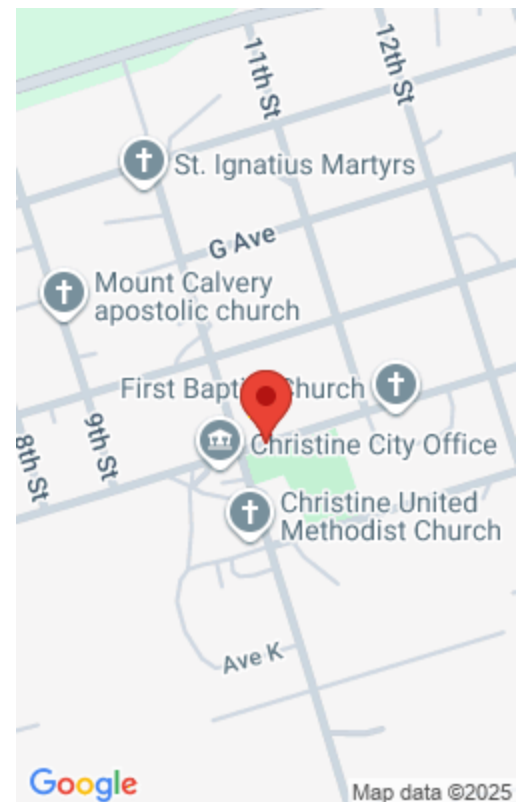 11th St
12th St
St. Ignatius Martyrs
G Ave
Mount Calvery
apostolic church
First Baptist Church
9th St
8th St
Christine City Office
Christine United
Methodist Church
Ave K
Google
Map data ©2025